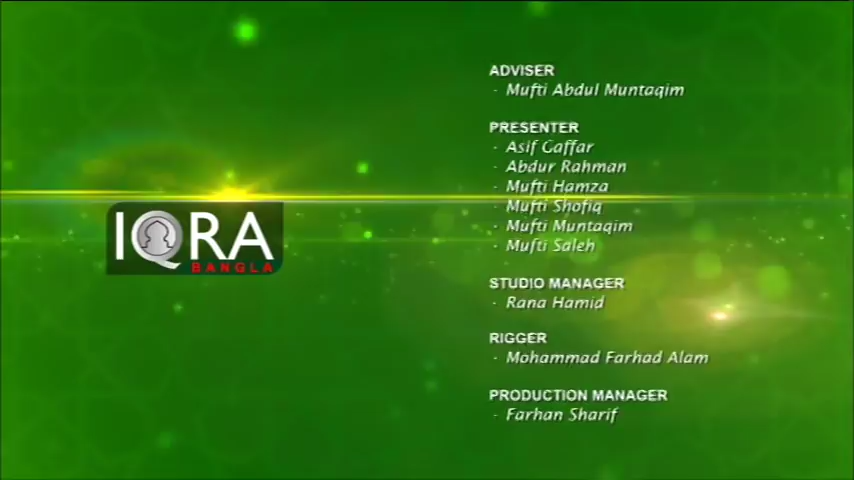 IQRA
BANGLA
ADVISER
- Mufti Abdul Muntaqim
PRESENTER
- Asif Gaffar
- Abdur Rahman
- Mufti Hamza
- Mufti Shofiq
- Mufti Muntaqim
- Mufti Saleh
STUDIO MANAGER
- Rana Hamid
RIGGER
- Mohammad Farhad Alam
PRODUCTION MANAGER
- Farhan Sharif